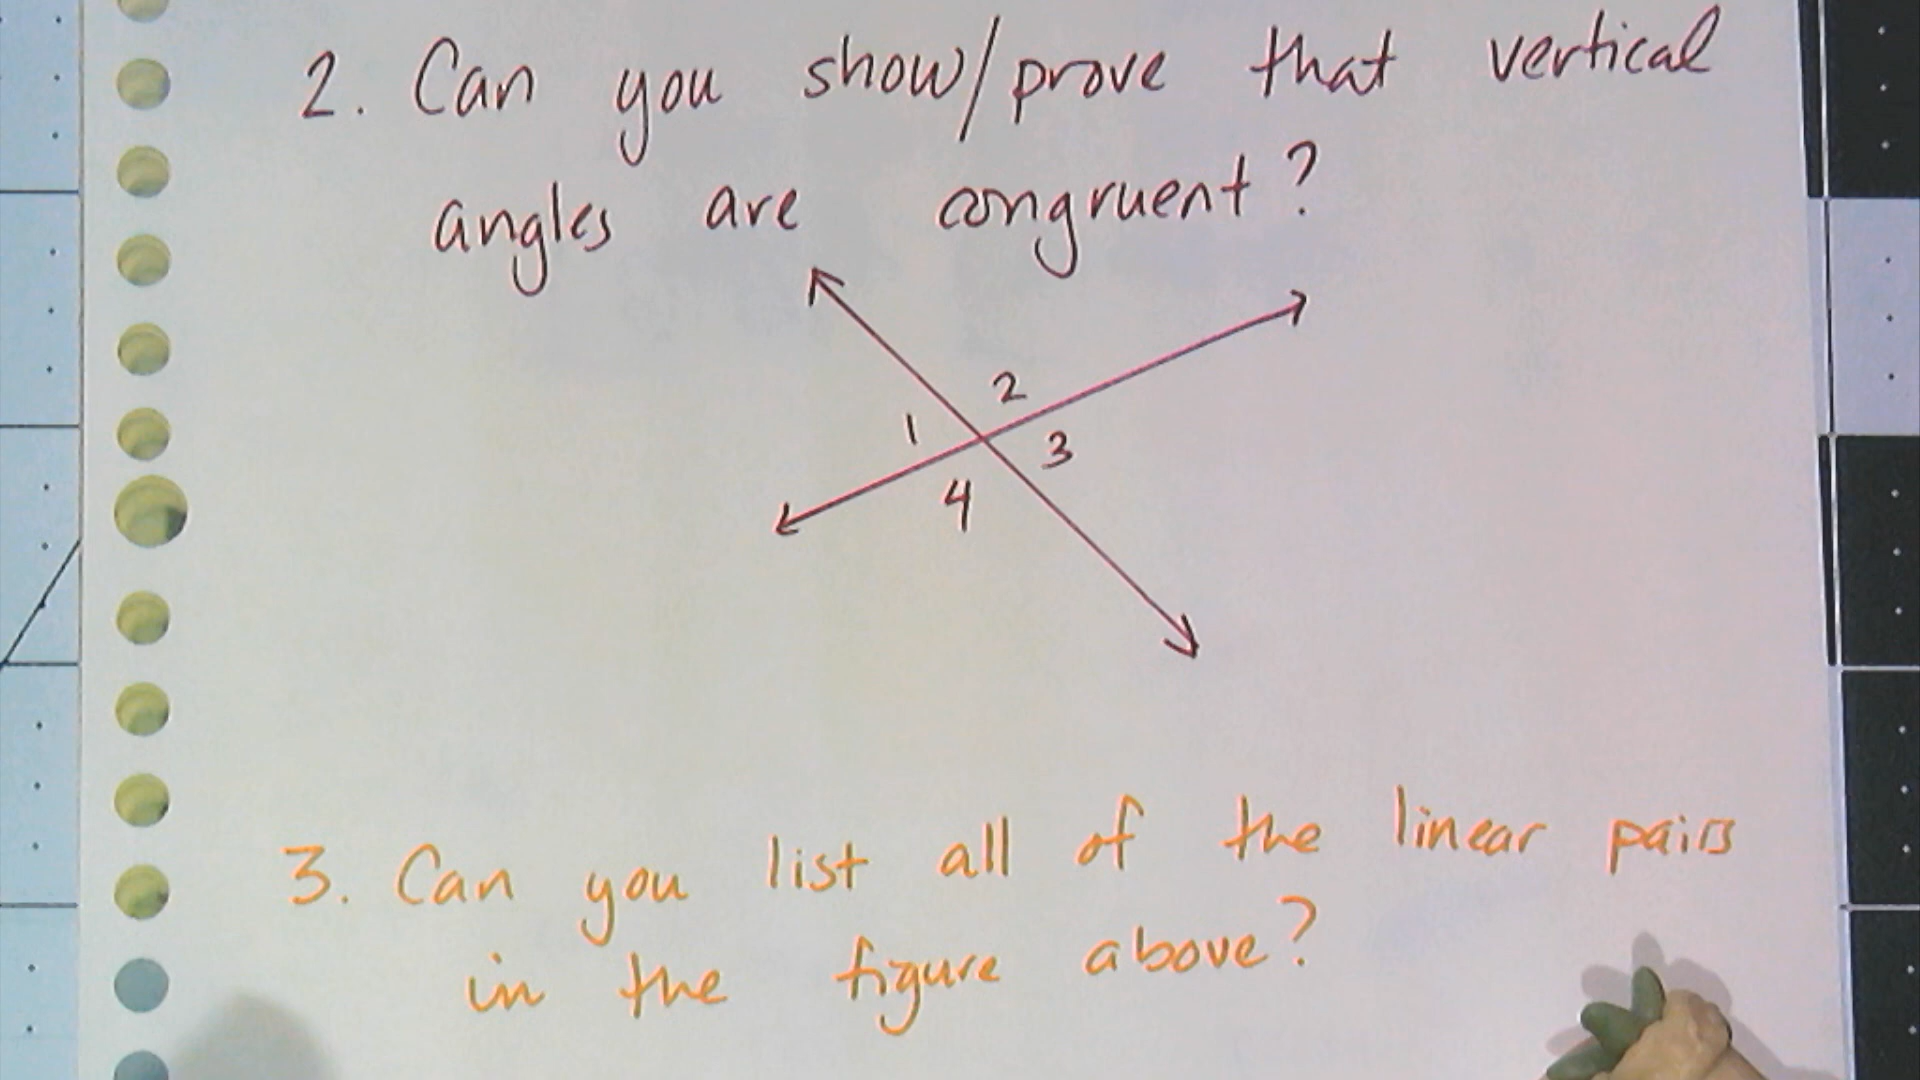 2. Can you show/prove that vertical
angles are congruent?
2
1
3
4
3. Can you list all of the linear pairs
in the figure above?